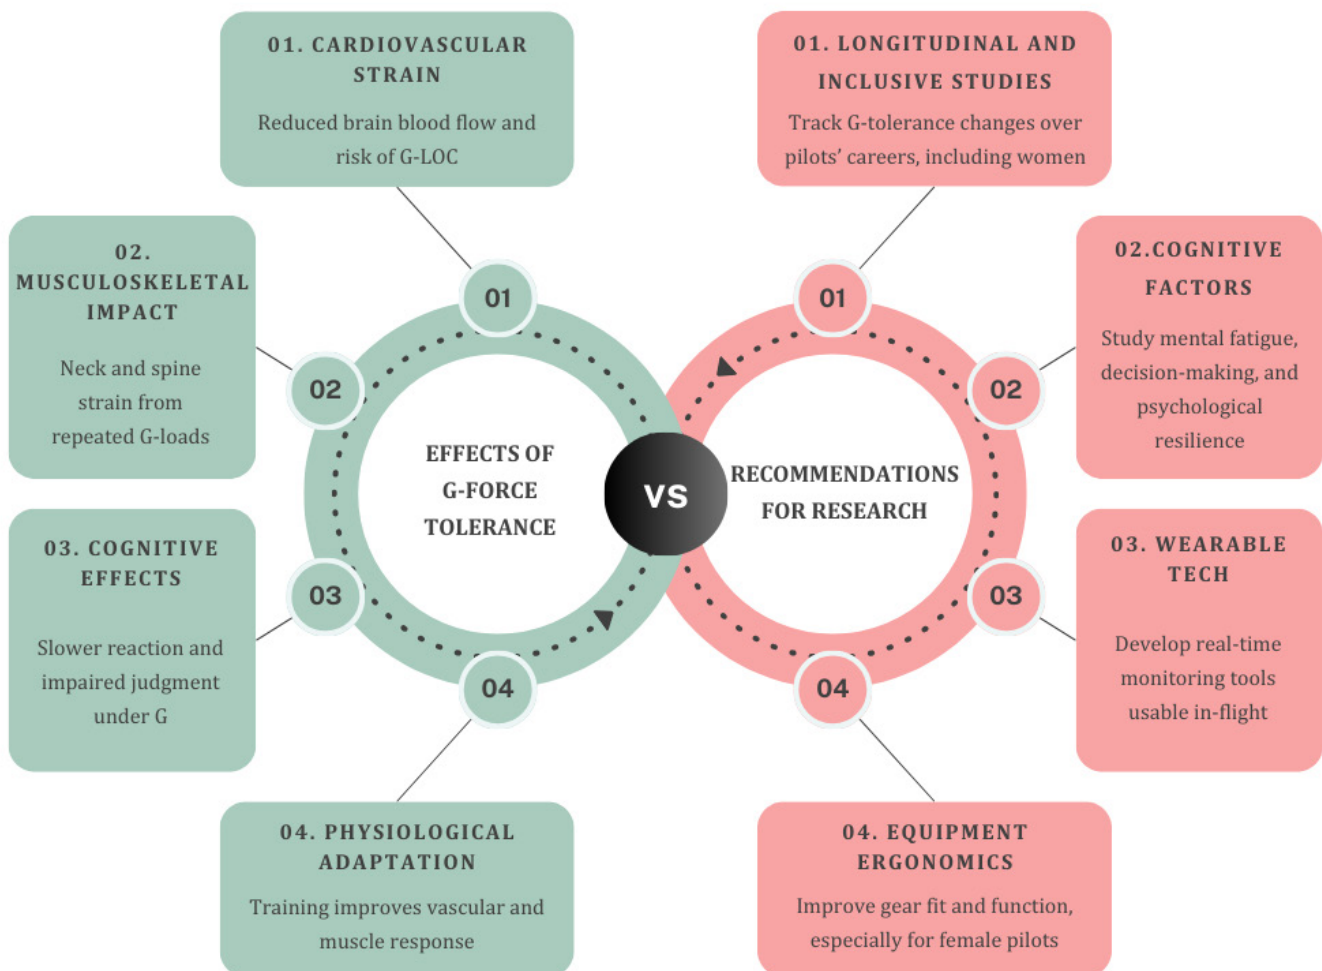 01. CARDIOVASCULAR
STRAIN
Reduced brain blood flow and
risk of G-LOC
02.
MUSCULOSKELETAL
IMPACT
Neck and spine
strain from
repeated G-loads
03. COGNITIVE
EFFECTS
Slower reaction and
impaired judgment
under G
04. PHYSIOLOGICAL
ADAPTATION
Training improves vascular and
muscle response
01
02
03
04
EFFECTS OF
G-FORCE
TOLERANCE
VS
RECOMMENDATIONS
FOR RESEARCH
01
02
03
04
01. LONGITUDINAL AND
INCLUSIVE STUDIES
Track G-tolerance changes over
pilots’ careers, including women
02.COGNITIVE
FACTORS
Study mental fatigue,
decision-making, and
psychological
resilience
03. WEARABLE
TECH
Develop real-time
monitoring tools
usable in-flight
04. EQUIPMENT
ERGONOMICS
Improve gear fit and function,
especially for female pilots